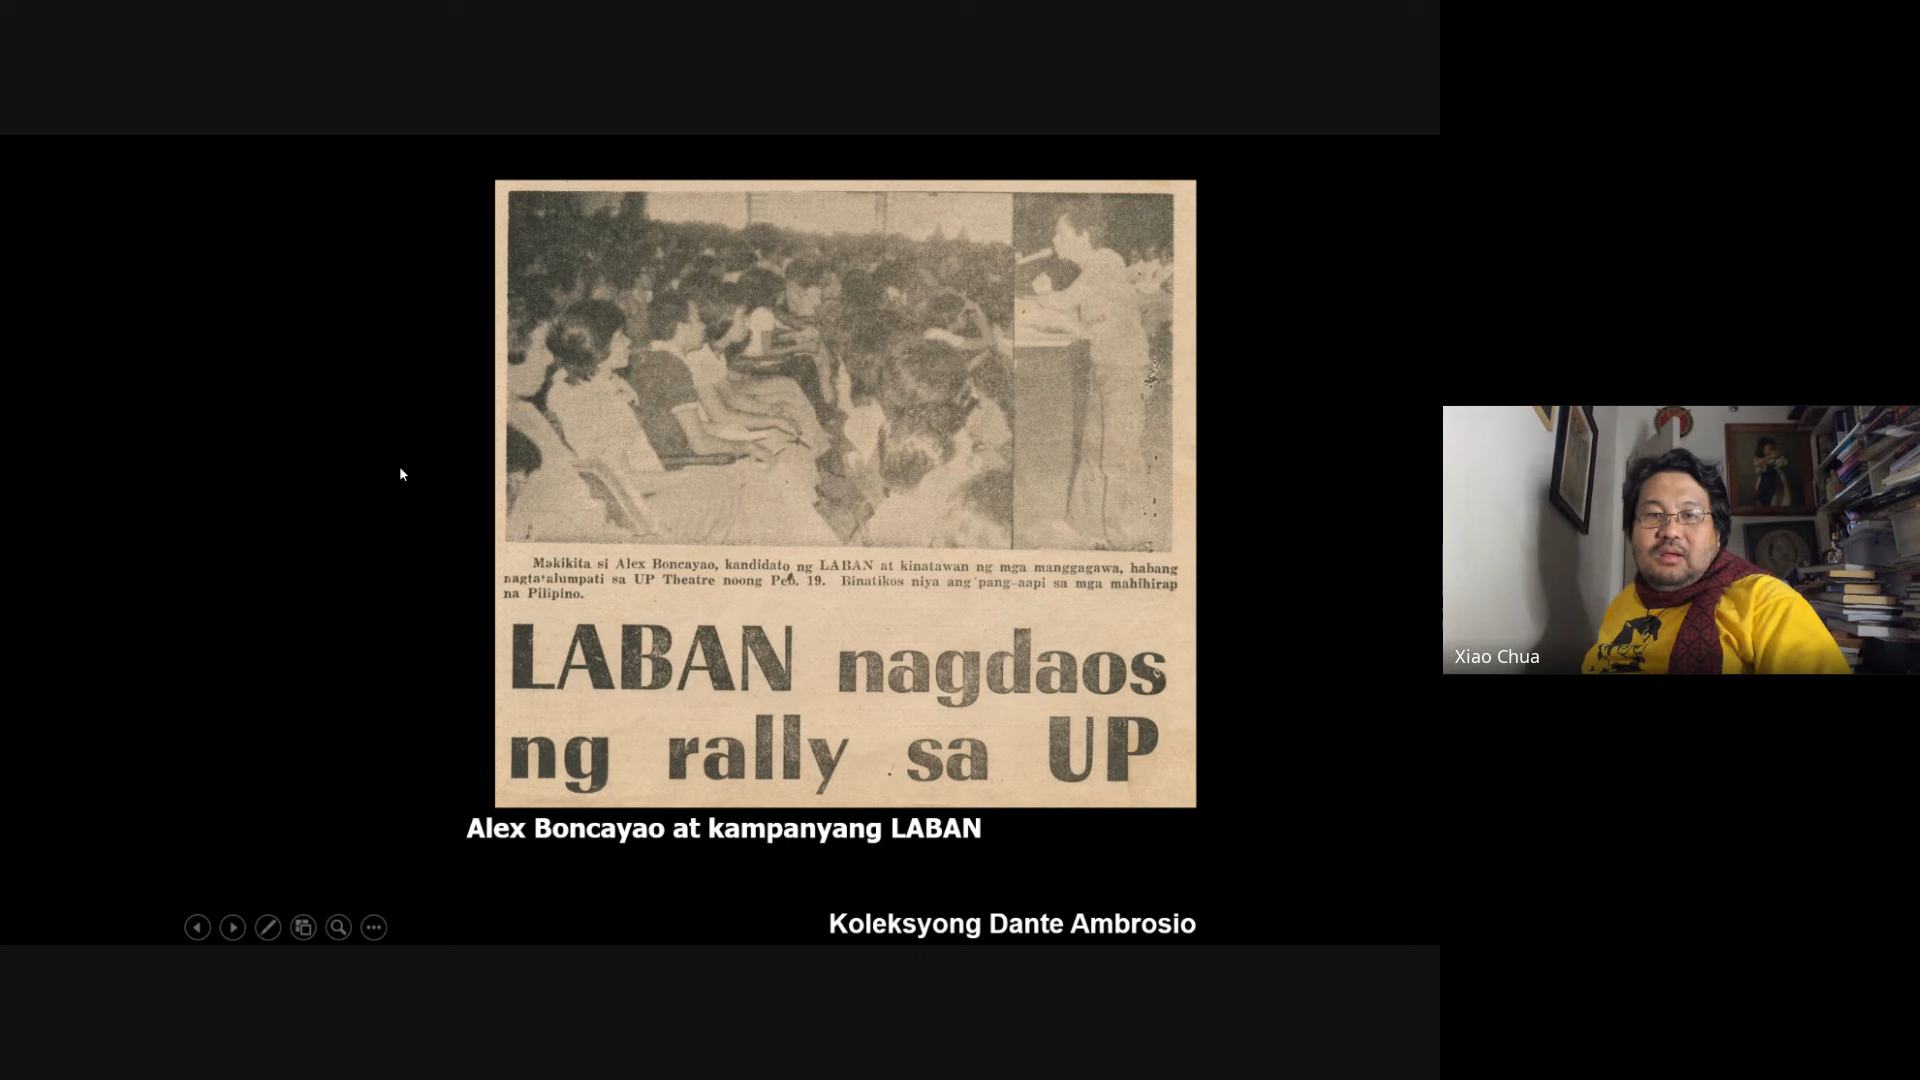 Makikita si Alex Boncayao, kandidato ng LABAN at kinatawan ng mga manggagawa, habang
nagtatalumpati sa UP Theatre noong Peb. 19. Binatikos niya ang pang-aapi sa mga mahihirap
na Pilipino.
LABAN nagdaos
ng rally sa UP
Alex Boncayao at kampanyang LABAN
Koleksyong Dante Ambrosio
Xiao Chua